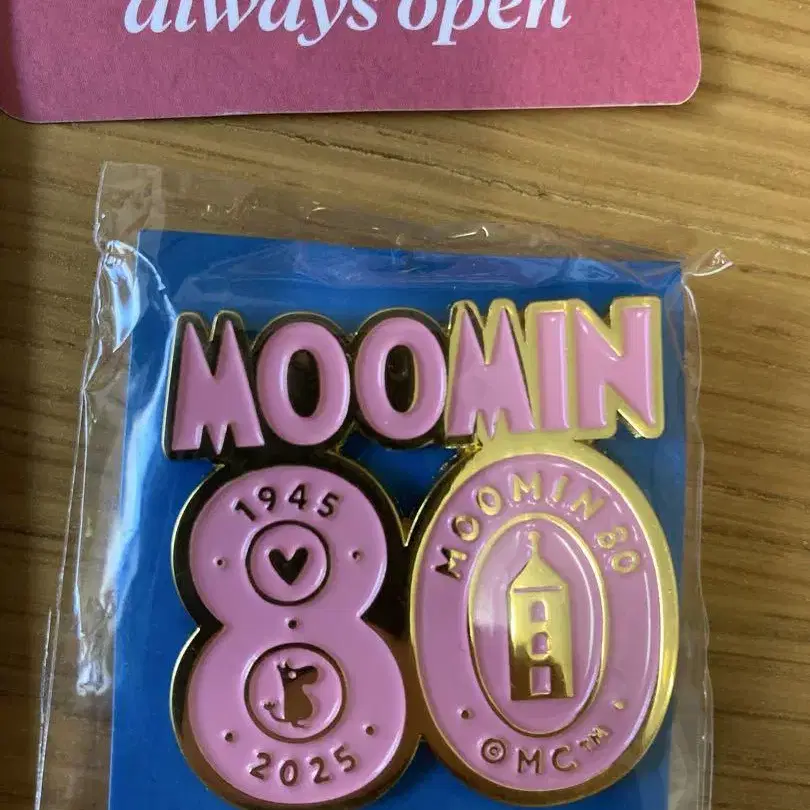 always open
MOOMIN
80
1945
2025
MOOMIN 80
©MC™